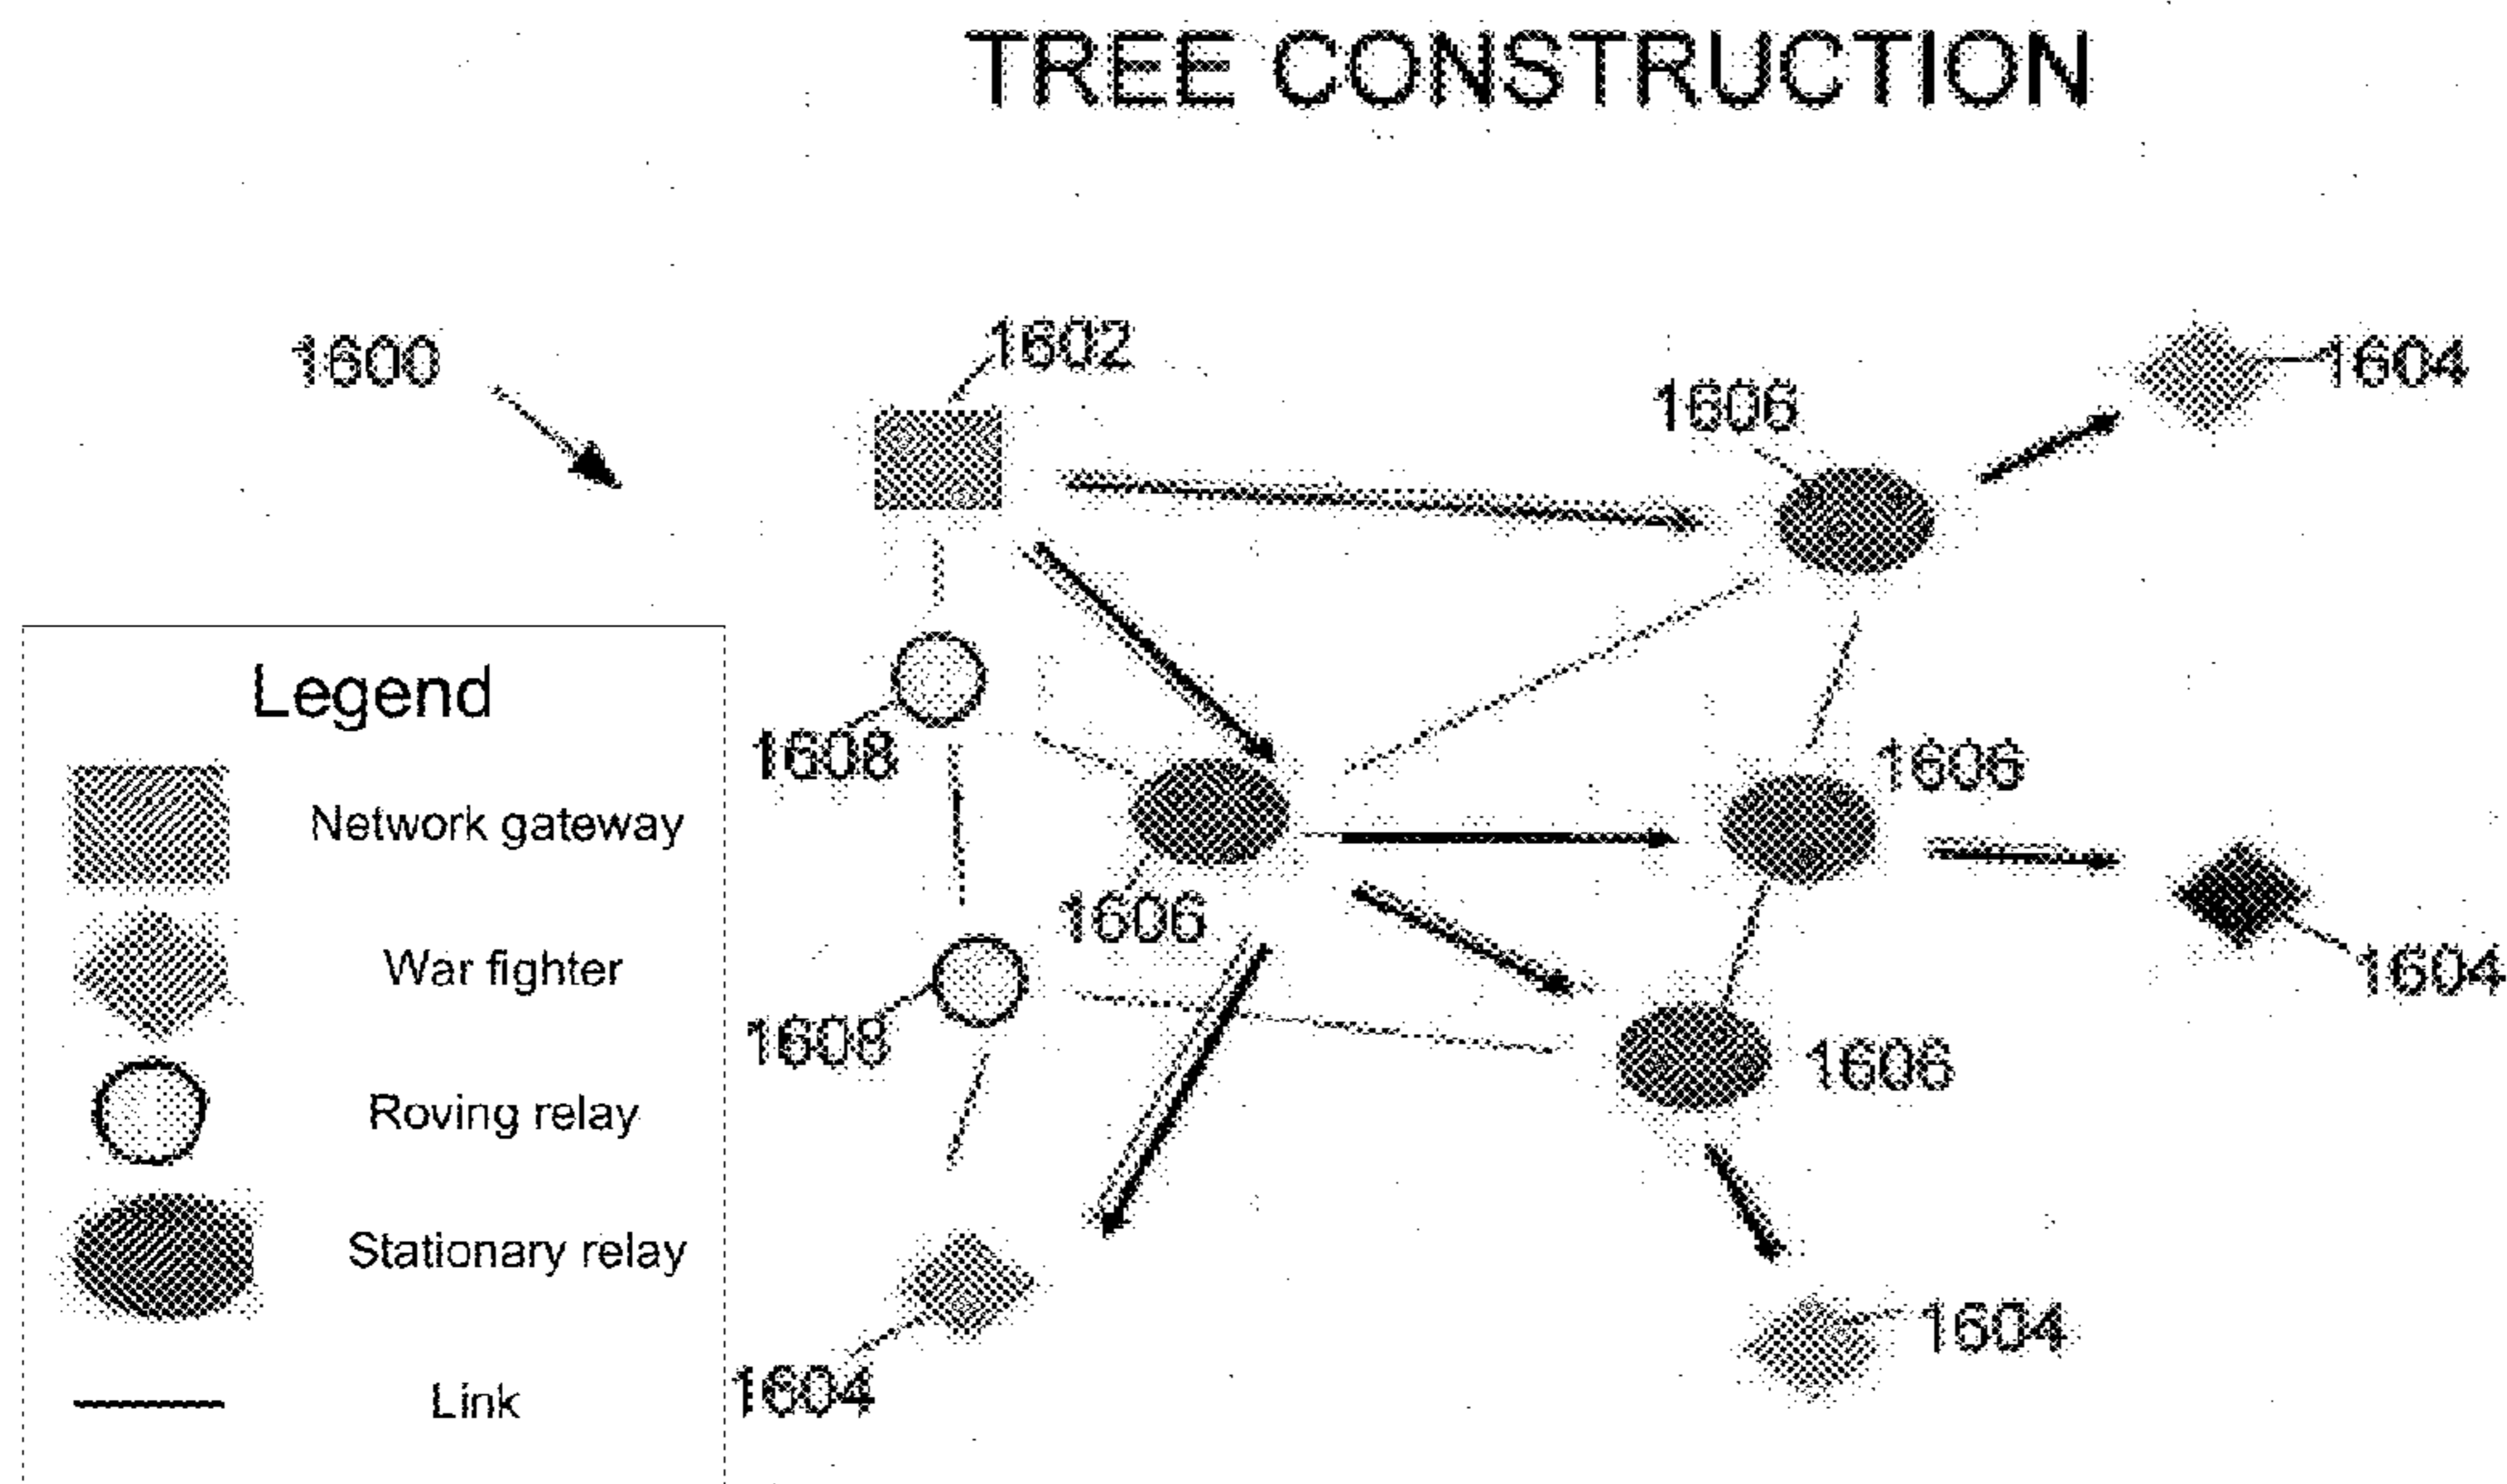 TREE CONSTRUCTION
1600
1602
1606
1604
Legend
Network gateway
War fighter
Roving relay
Stationary relay
Link
1608
1606
1606
1604
1608
1606
1604
1604